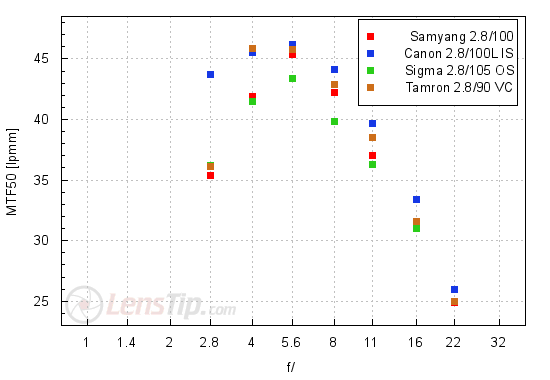 Samyang 2.8/100
Canon 2.8/100L IS
Sigma 2.8/105 OS
Tamron 2.8/90 VC
45
40
35
30
25
MTF50 [lpmm]
LensTip.com
1 1.4 2 2.8 4 5.6 8 11 16 22 32
f/